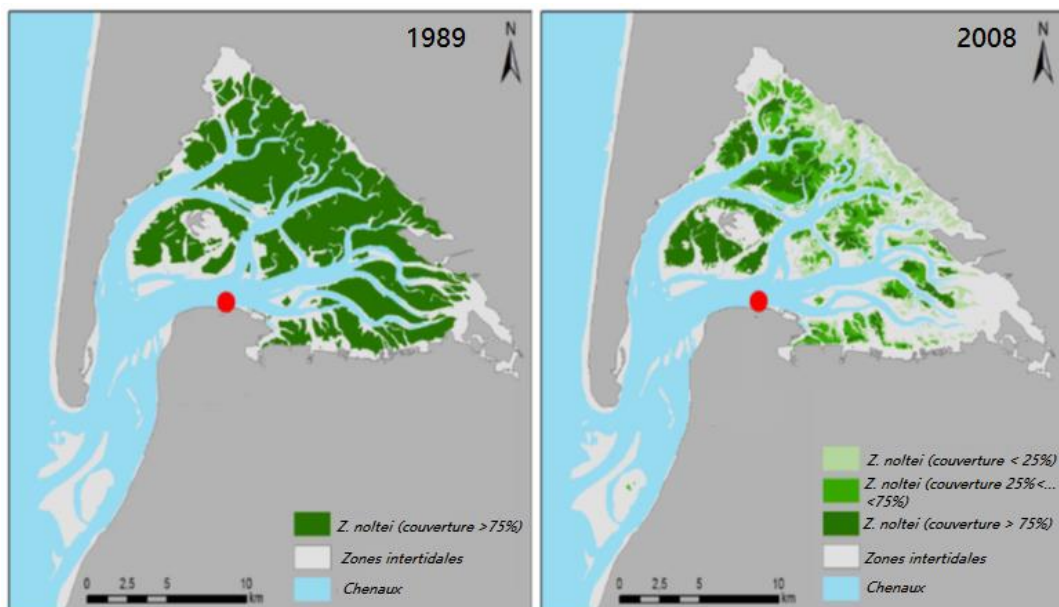 1989
N
Z. noltei (couverture >75%)
Zones intertidales
Chenaux
0 2.5 5 10
km
2008
N
Z. noltei (couverture < 25%)
Z. noltei (couverture 25%<...
<75%)
Z. noltei (couverture > 75%)
Zones intertidales
Chenaux
0 2.5 5 10
km